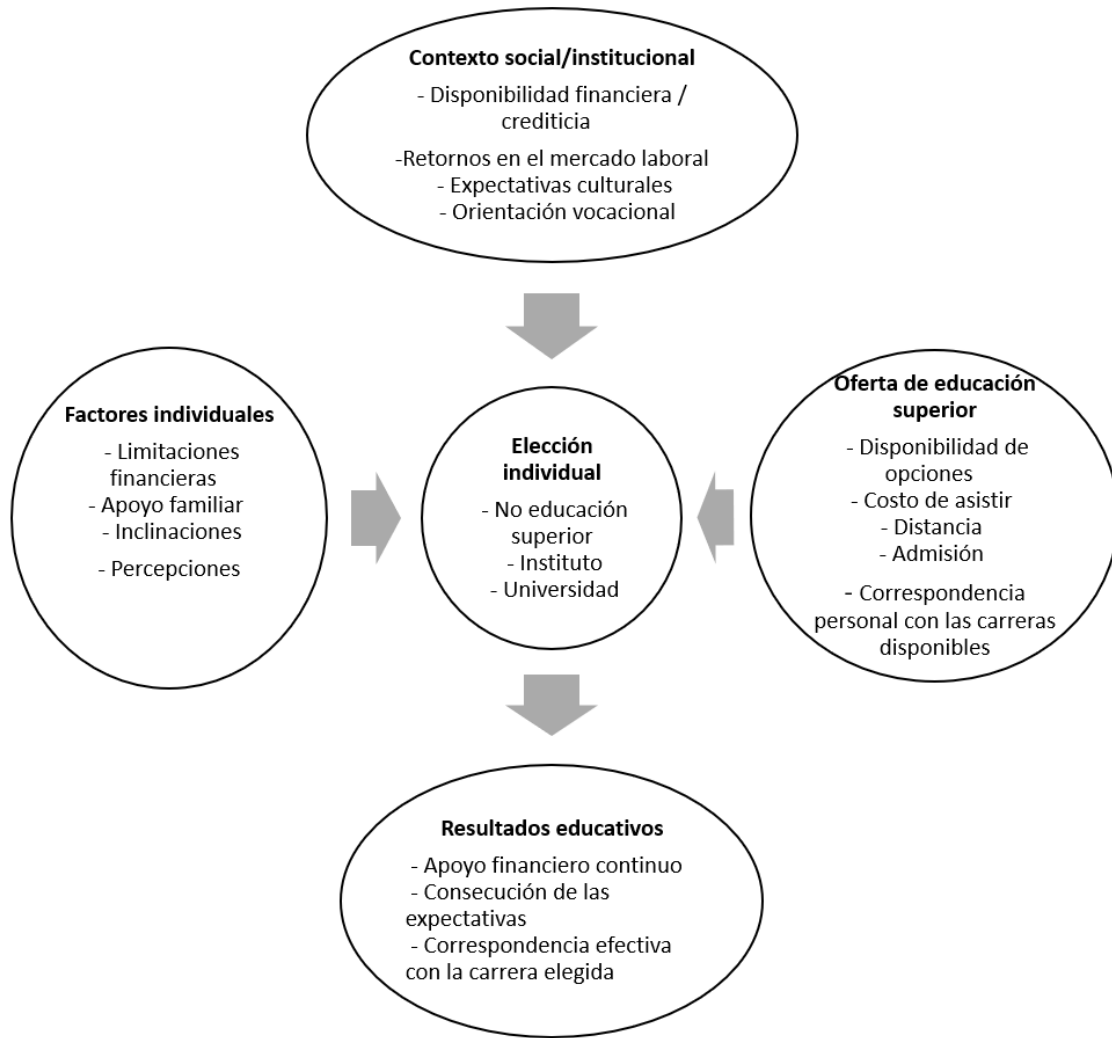 Contexto social/institucional
- Disponibilidad financiera /
crediticia
-Retornos en el mercado laboral
- Expectativas culturales
- Orientación vocacional
Factores individuales
- Limitaciones
financieras
- Apoyo familiar
- Inclinaciones
- Percepciones
Elección
individual
- No educación
superior
- Instituto
- Universidad
Oferta de educación
superior
- Disponibilidad de
opciones
- Costo de asistir
- Distancia
- Admisión
- Correspondencia
personal con las carreras
disponibles
Resultados educativos
- Apoyo financiero continuo
- Consecución de las
expectativas
- Correspondencia efectiva
con la carrera elegida